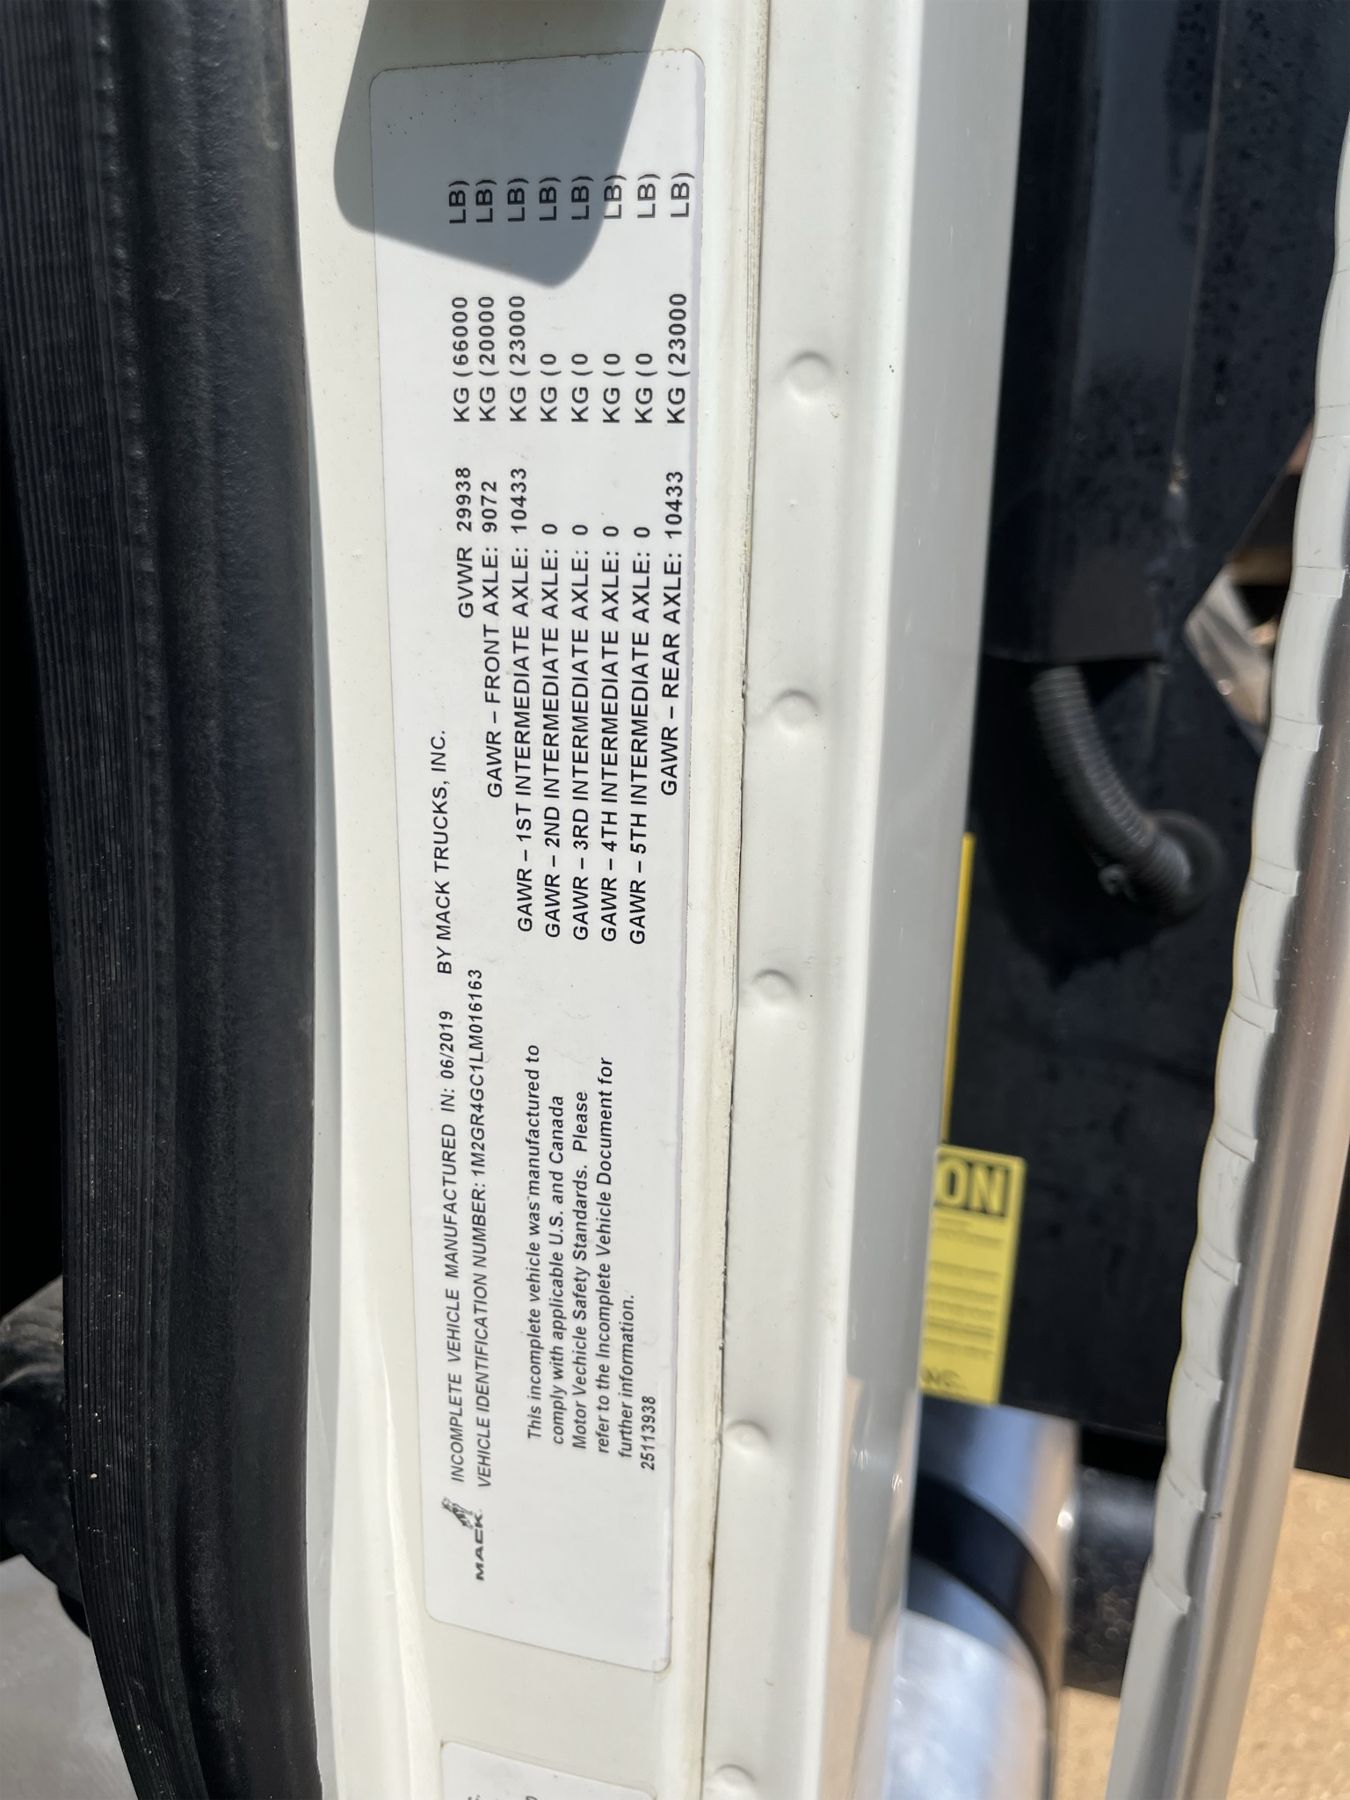 MACK
INCOMPLETE VEHICLE MANUFACTURED IN: 06/2019 BY MACK TRUCKS, INC.
VEHICLE IDENTIFICATION NUMBER: 1M2GR4GC1LM016163
This incomplete vehicle was manufactured to
comply with applicable U.S. and Canada
Motor Vechicle Safety Standards. Please
refer to the Incomplete Vehicle Document for
further information.
25113938
GVWR 29938 KG (66000 LB)
GAWR – FRONT AXLE: 9072 KG (20000 LB)
GAWR – 1ST INTERMEDIATE AXLE: 10433 KG (23000 LB)
GAWR – 2ND INTERMEDIATE AXLE: 0 KG (0 LB)
GAWR – 3RD INTERMEDIATE AXLE: 0 KG (0 LB)
GAWR – 4TH INTERMEDIATE AXLE: 0 KG (0 LB)
GAWR – 5TH INTERMEDIATE AXLE: 0 KG (0 LB)
GAWR – REAR AXLE: 10433 KG (23000 LB)
ON